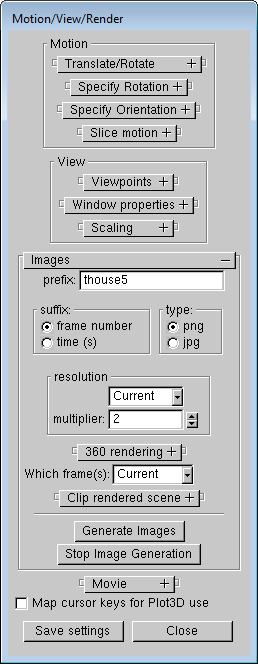 Motion/View/Render
Motion
Translate/Rotate +
Specify Rotation +
Specify Orientation +
Slice motion +
View
Viewpoints +
Window properties +
Scaling +
Images −
prefix: thouse5
suffix: type:
frame number png
time (s) jpg
resolution
Current
multiplier: 2
360 rendering +
Which frame(s): Current
Clip rendered scene +
Generate Images
Stop Image Generation
Movie +
Map cursor keys for Plot3D use
Save settings Close